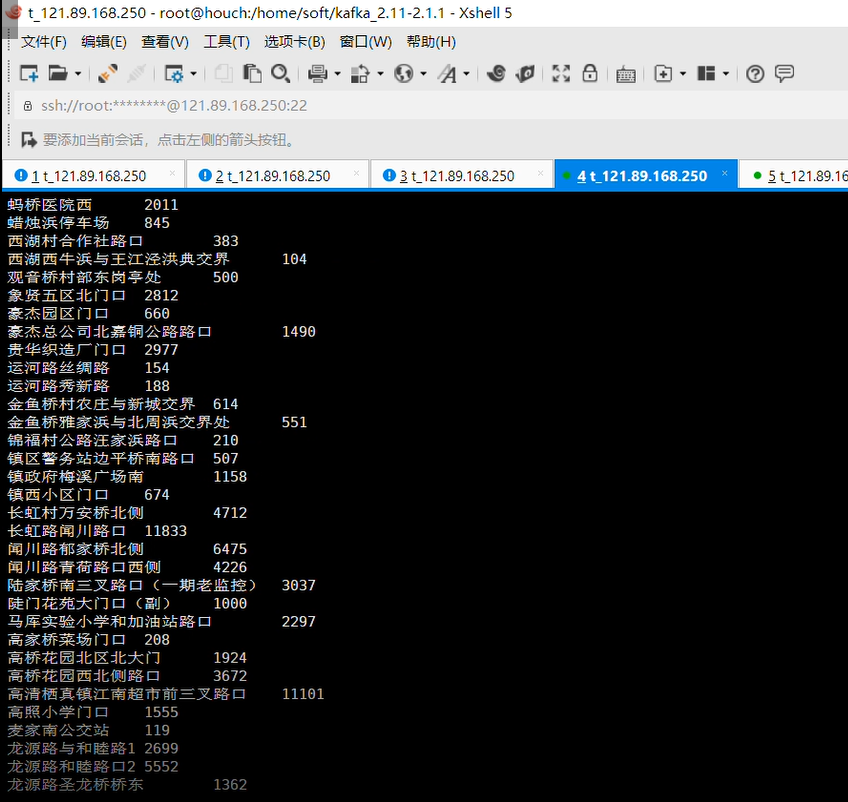 t_121.89.168.250 - root@houch:/home/soft/kafka_2.11-2.1.1 - Xshell 5
文件(F) 编辑(E) 查看(V) 工具(T) 选项卡(B) 窗口(W) 帮助(H)
ssh://root:********@121.89.168.250:22
要添加当前会话，点击左侧的箭头按钮。
1 t_121.89.168.250 × 2 t_121.89.168.250 × 3 t_121.89.168.250 × 4 t_121.89.168.250 × 5 t_121.89.16
蚂桥医院西 2011
蜡烛浜停车场 845
西湖村合作社路口 383
西湖西牛浜与王江泾洪典交界 104
观音桥村部东岗亭处 500
象贤五区北门口 2812
豪杰园区门口 660
豪杰总公司北嘉铜公路路口 1490
贵华织造厂门口 2977
运河路丝绸路 154
运河路秀新路 188
金鱼桥村农庄与新城交界 614
金鱼桥雅家浜与北周浜交界处 551
锦福村公路汪家浜路口 210
镇区警务站边平桥南路口 507
镇政府梅溪广场南 1158
镇西小区门口 674
长虹村万安桥北侧 4712
长虹路闻川路口 11833
闻川路郁家桥北侧 6475
闻川路青荷路口西侧 4226
陆家桥南三叉路口（一期老监控） 3037
陡门花苑大门口（副） 1000
马厍实验小学和加油站路口 2297
高家桥菜场门口 208
高桥花园北区北大门 1924
高桥花园西北侧路口 3672
高清栖真镇江南超市前三叉路口 11101
高照小学门口 1555
麦家南公交站 119
龙源路与和睦路1 2699
龙源路和睦路2 5552
龙源路圣龙桥桥东 1362